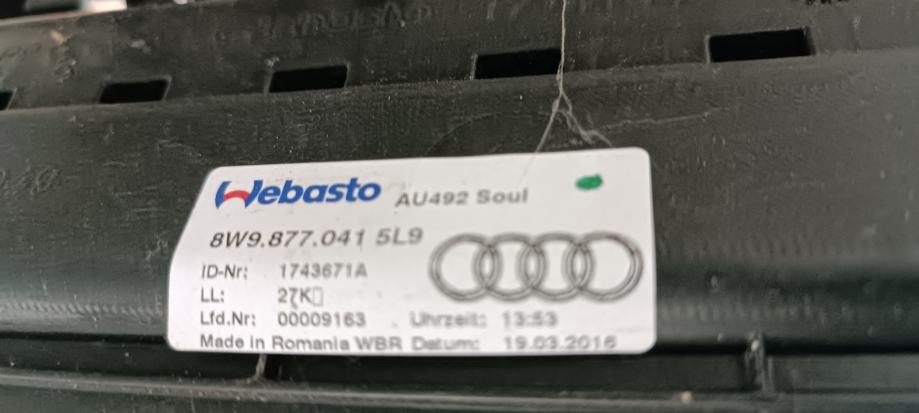 Webasto AU492 Soul
8W9.877.041 5L9
ID-Nr: 1743671A
LL:
Lfd.Nr: 00009163 Uhrzeit: 13:53
Made in Romania WBR Datum: 19.03.2016